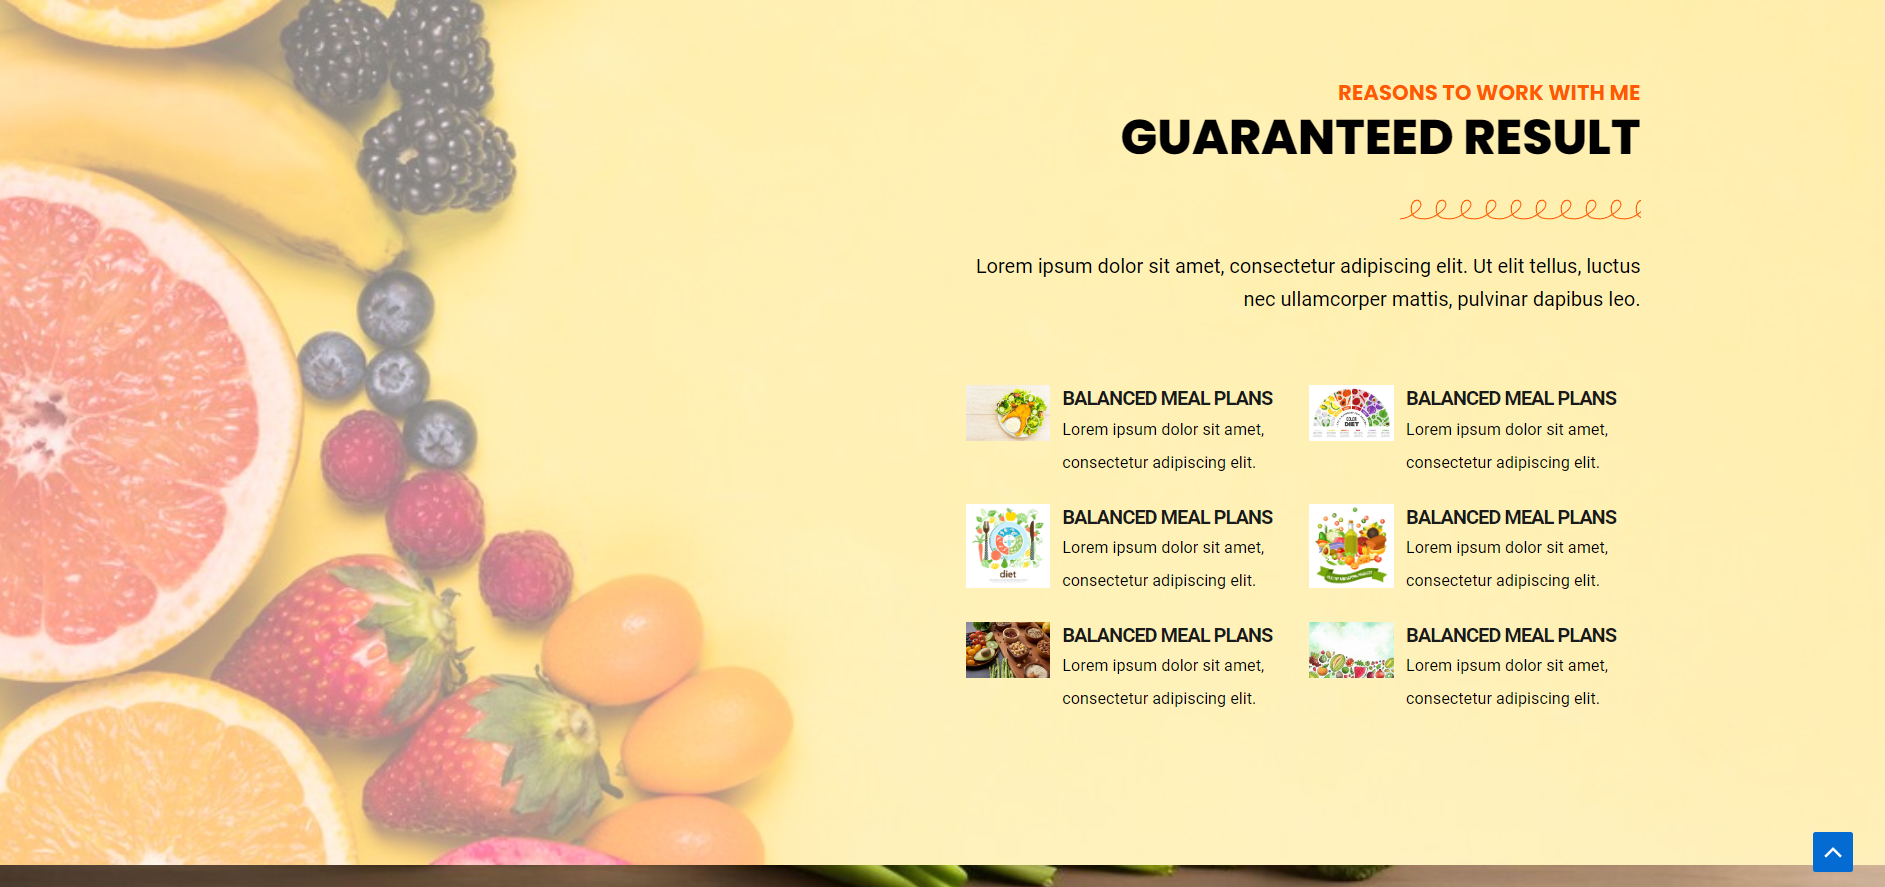 REASONS TO WORK WITH ME
GUARANTEED RESULT
Lorem ipsum dolor sit amet, consectetur adipiscing elit. Ut elit tellus, luctus
nec ullamcorper mattis, pulvinar dapibus leo.
BALANCED MEAL PLANS
Lorem ipsum dolor sit amet,
consectetur adipiscing elit.
COLOR
DIET
BALANCED MEAL PLANS
Lorem ipsum dolor sit amet,
consectetur adipiscing elit.
diet
BALANCED MEAL PLANS
Lorem ipsum dolor sit amet,
consectetur adipiscing elit.
BALANCED MEAL PLANS
Lorem ipsum dolor sit amet,
consectetur adipiscing elit.
BALANCED MEAL PLANS
Lorem ipsum dolor sit amet,
consectetur adipiscing elit.
BALANCED MEAL PLANS
Lorem ipsum dolor sit amet,
consectetur adipiscing elit.